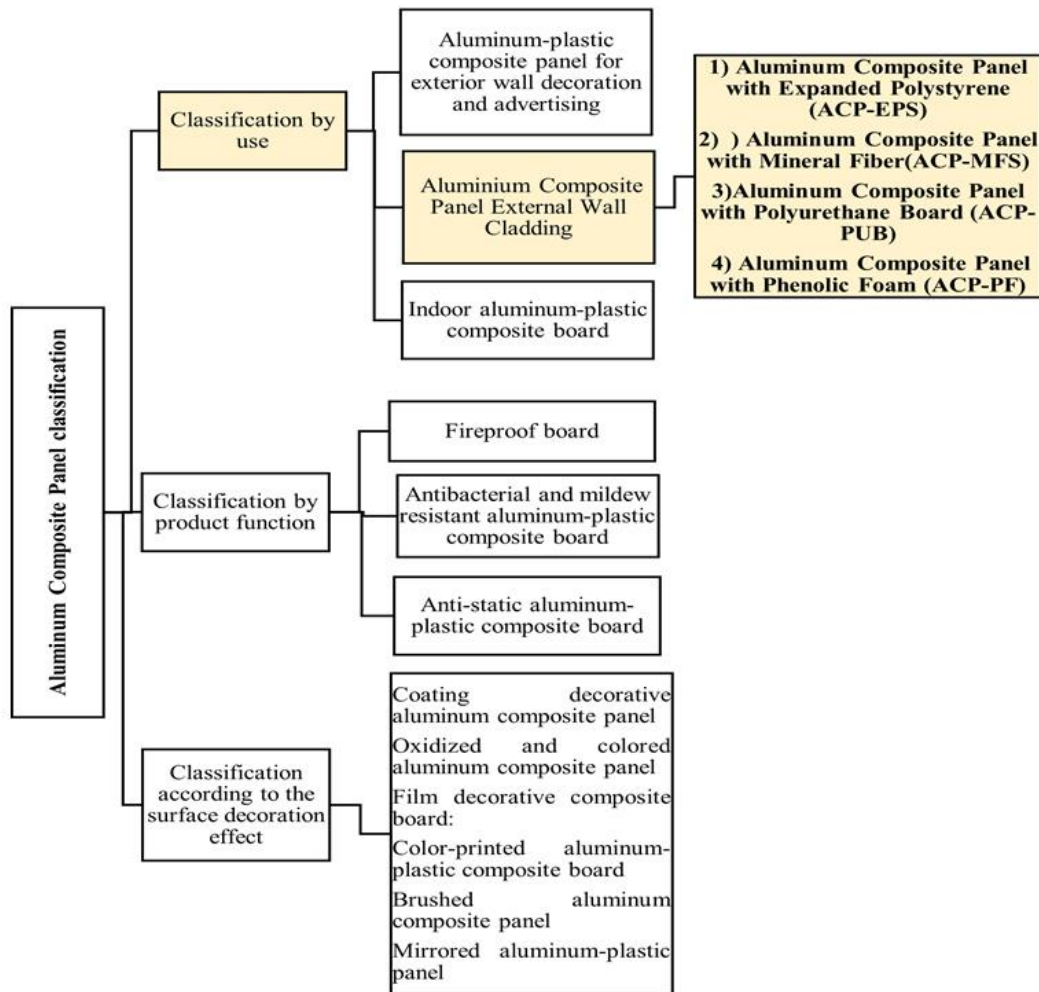 Aluminum Composite Panel classification
Classification by
use
Aluminum-plastic
composite panel for
exterior wall decoration
and advertising
Aluminium Composite
Panel External Wall
Cladding
1) Aluminum Composite Panel
with Expanded Polystyrene
(ACP-EPS)
2) ) Aluminum Composite Panel
with Mineral Fiber(ACP-MFS)
3)Aluminum Composite Panel
with Polyurethane Board (ACP-
PUB)
4) Aluminum Composite Panel
with Phenolic Foam (ACP-PF)
Indoor aluminum-plastic
composite board
Classification by
product function
Fireproof board
Antibacterial and mildew
resistant aluminum-plastic
composite board
Anti-static aluminum-
plastic composite board
Classification
according to the
surface decoration
effect
Coating decorative
aluminum composite panel
Oxidized and colored
aluminum composite panel
Film decorative composite
board:
Color-printed aluminum-
plastic composite board
Brushed aluminum
composite panel
Mirrored aluminum-plastic
panel